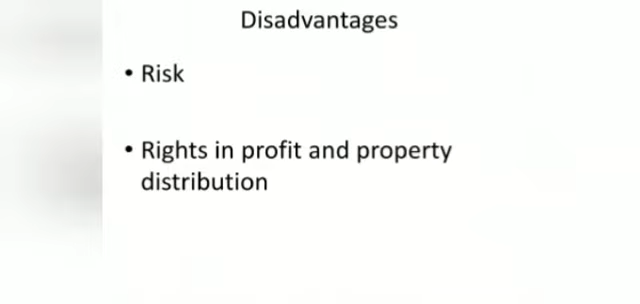 Disadvantages
• Risk
• Rights in profit and property
distribution